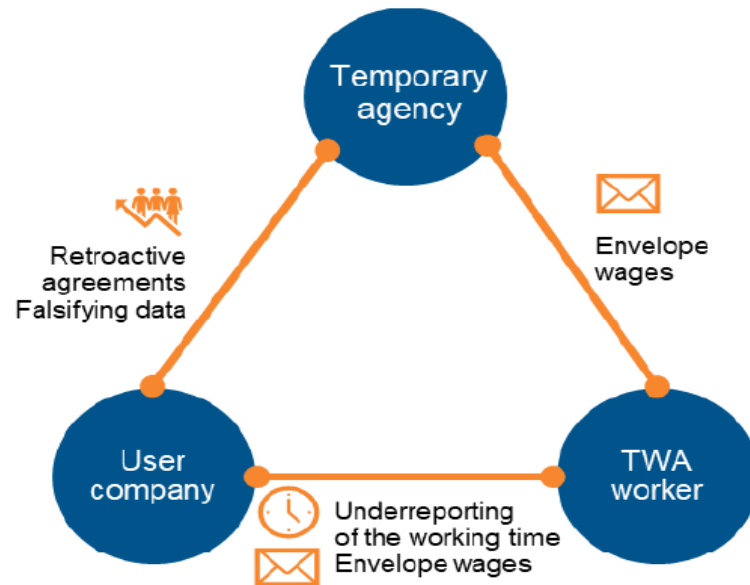 Temporary
agency
Retroactive
agreements
Falsifying data
Envelope
wages
User
company
TWA
worker
Underreporting
of the working time
Envelope wages